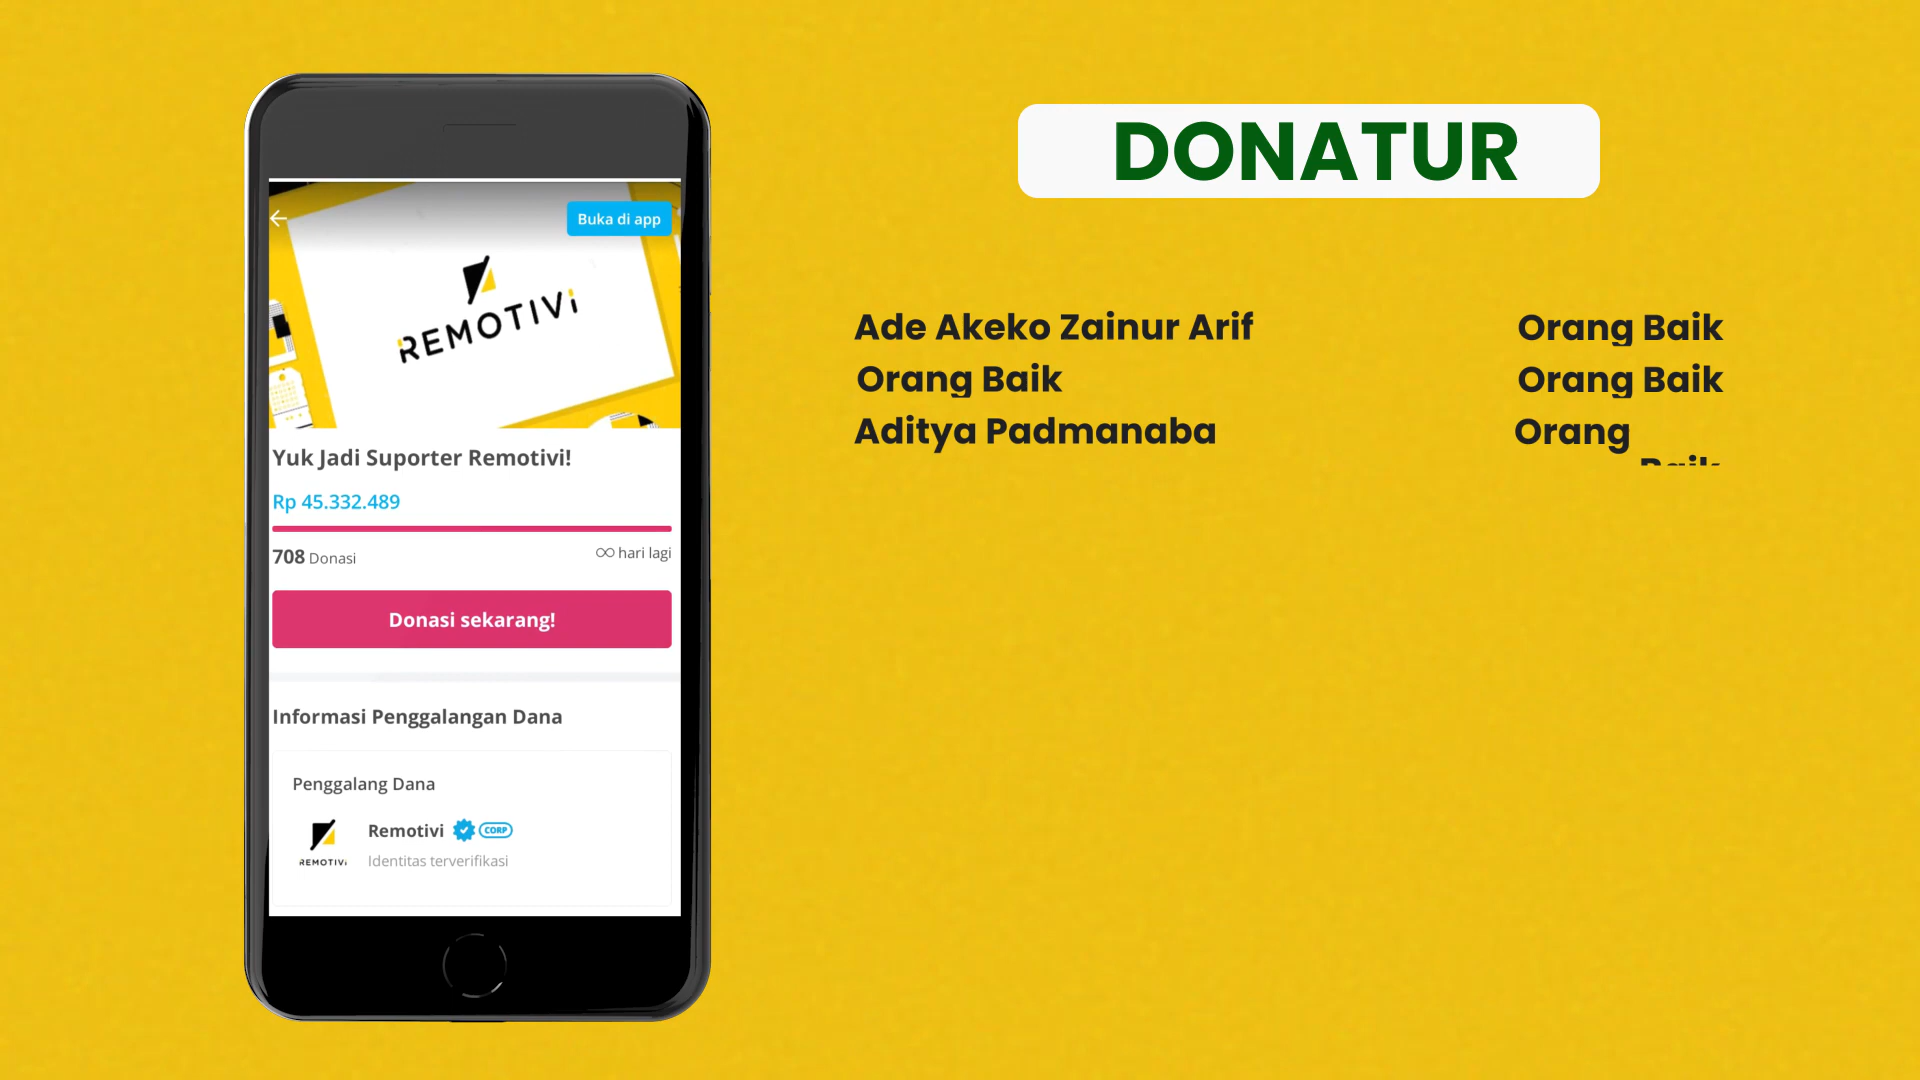 Buka di app
REMOTIVi
Yuk Jadi Suporter Remotivi!
Rp 45.332.489
708 Donasi
∞ hari lagi
Donasi sekarang!
Informasi Penggalangan Dana
Penggalang Dana
Remotivi
CORP
REMOTIVi
Identitas terverifikasi
DONATUR
Ade Akeko Zainur Arif
Orang Baik
Aditya Padmanaba
Orang Baik
Orang Baik
Orang
Baik